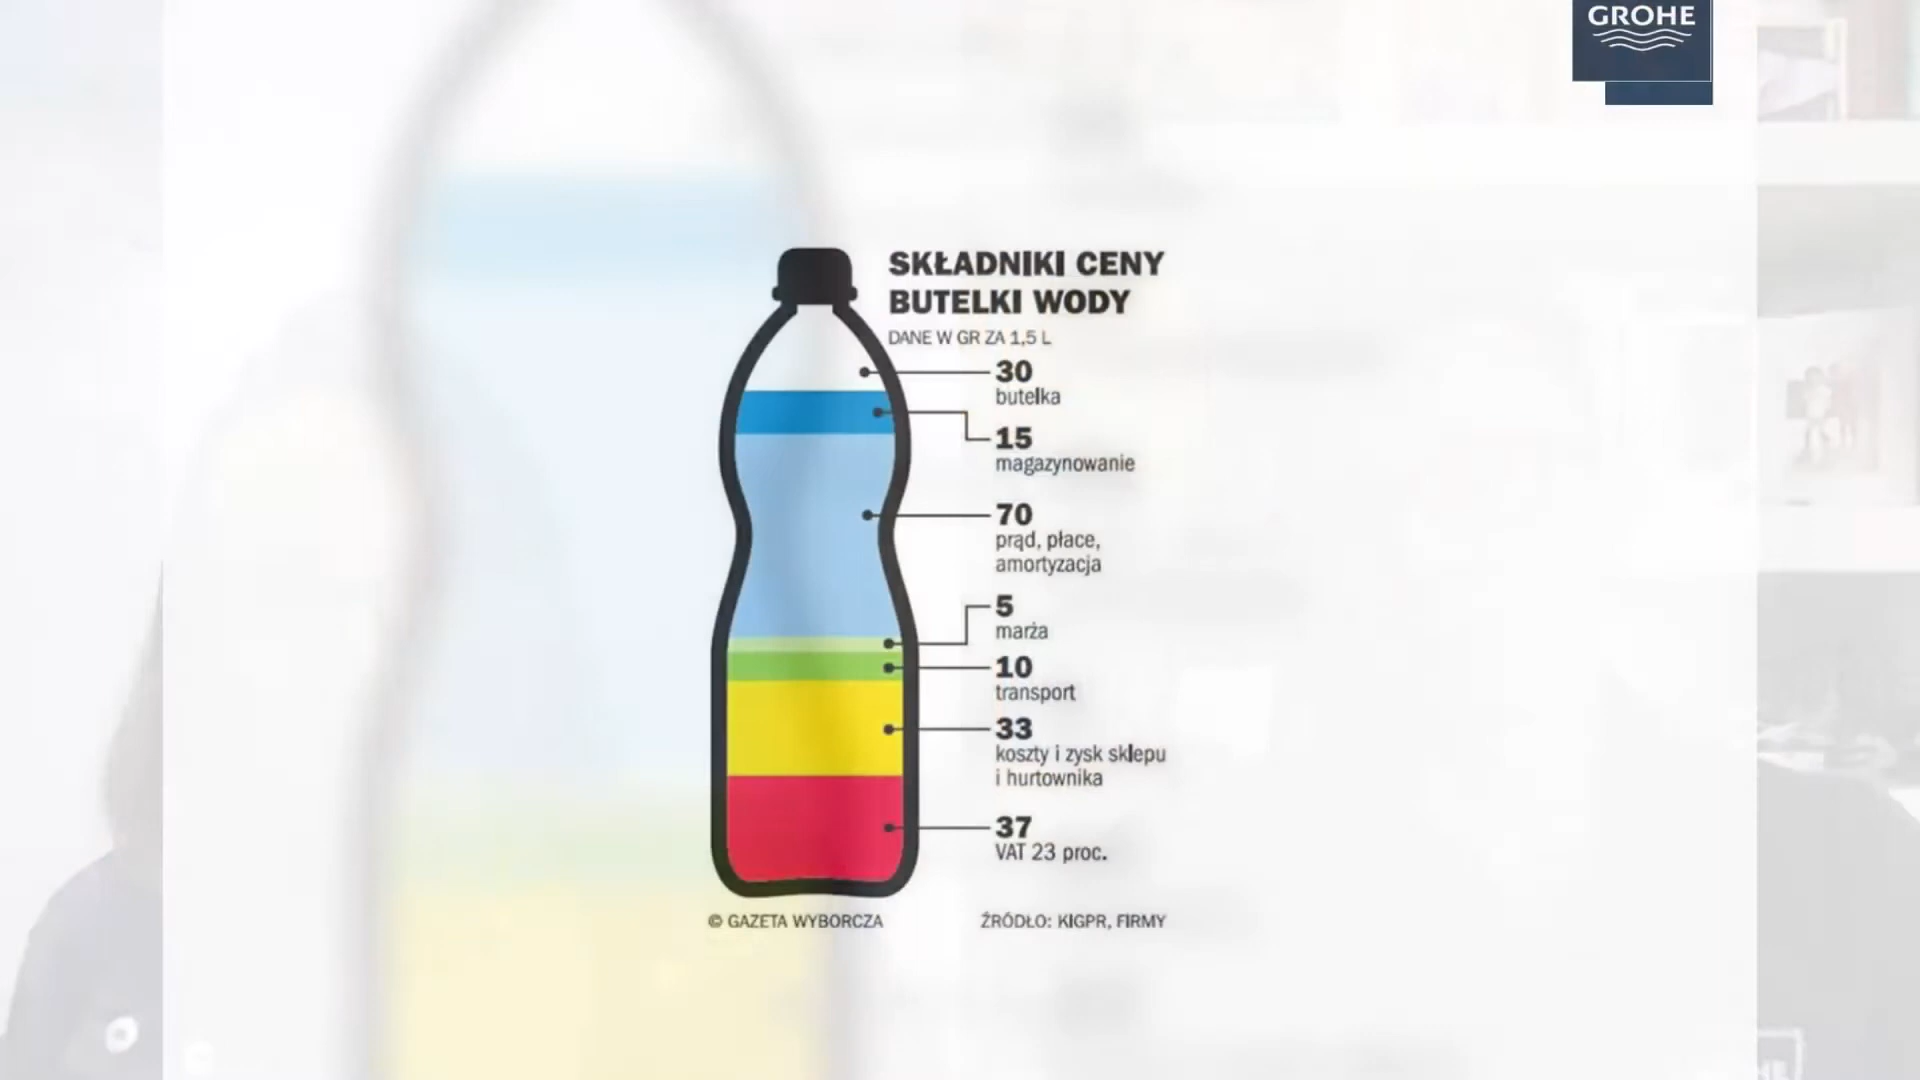 GROHE
SKŁADNIKI CENY
BUTELKI WODY
DANE W GR ZA 1,5 L
30
butelka
15
magazynowanie
70
prąd, płace,
amortyzacja
5
marża
10
transport
33
koszty i zysk sklepu
i hurtownika
37
VAT 23 proc.
© GAZETA WYBORCZA
ŹRÓDŁO: KIGPR, FIRMY